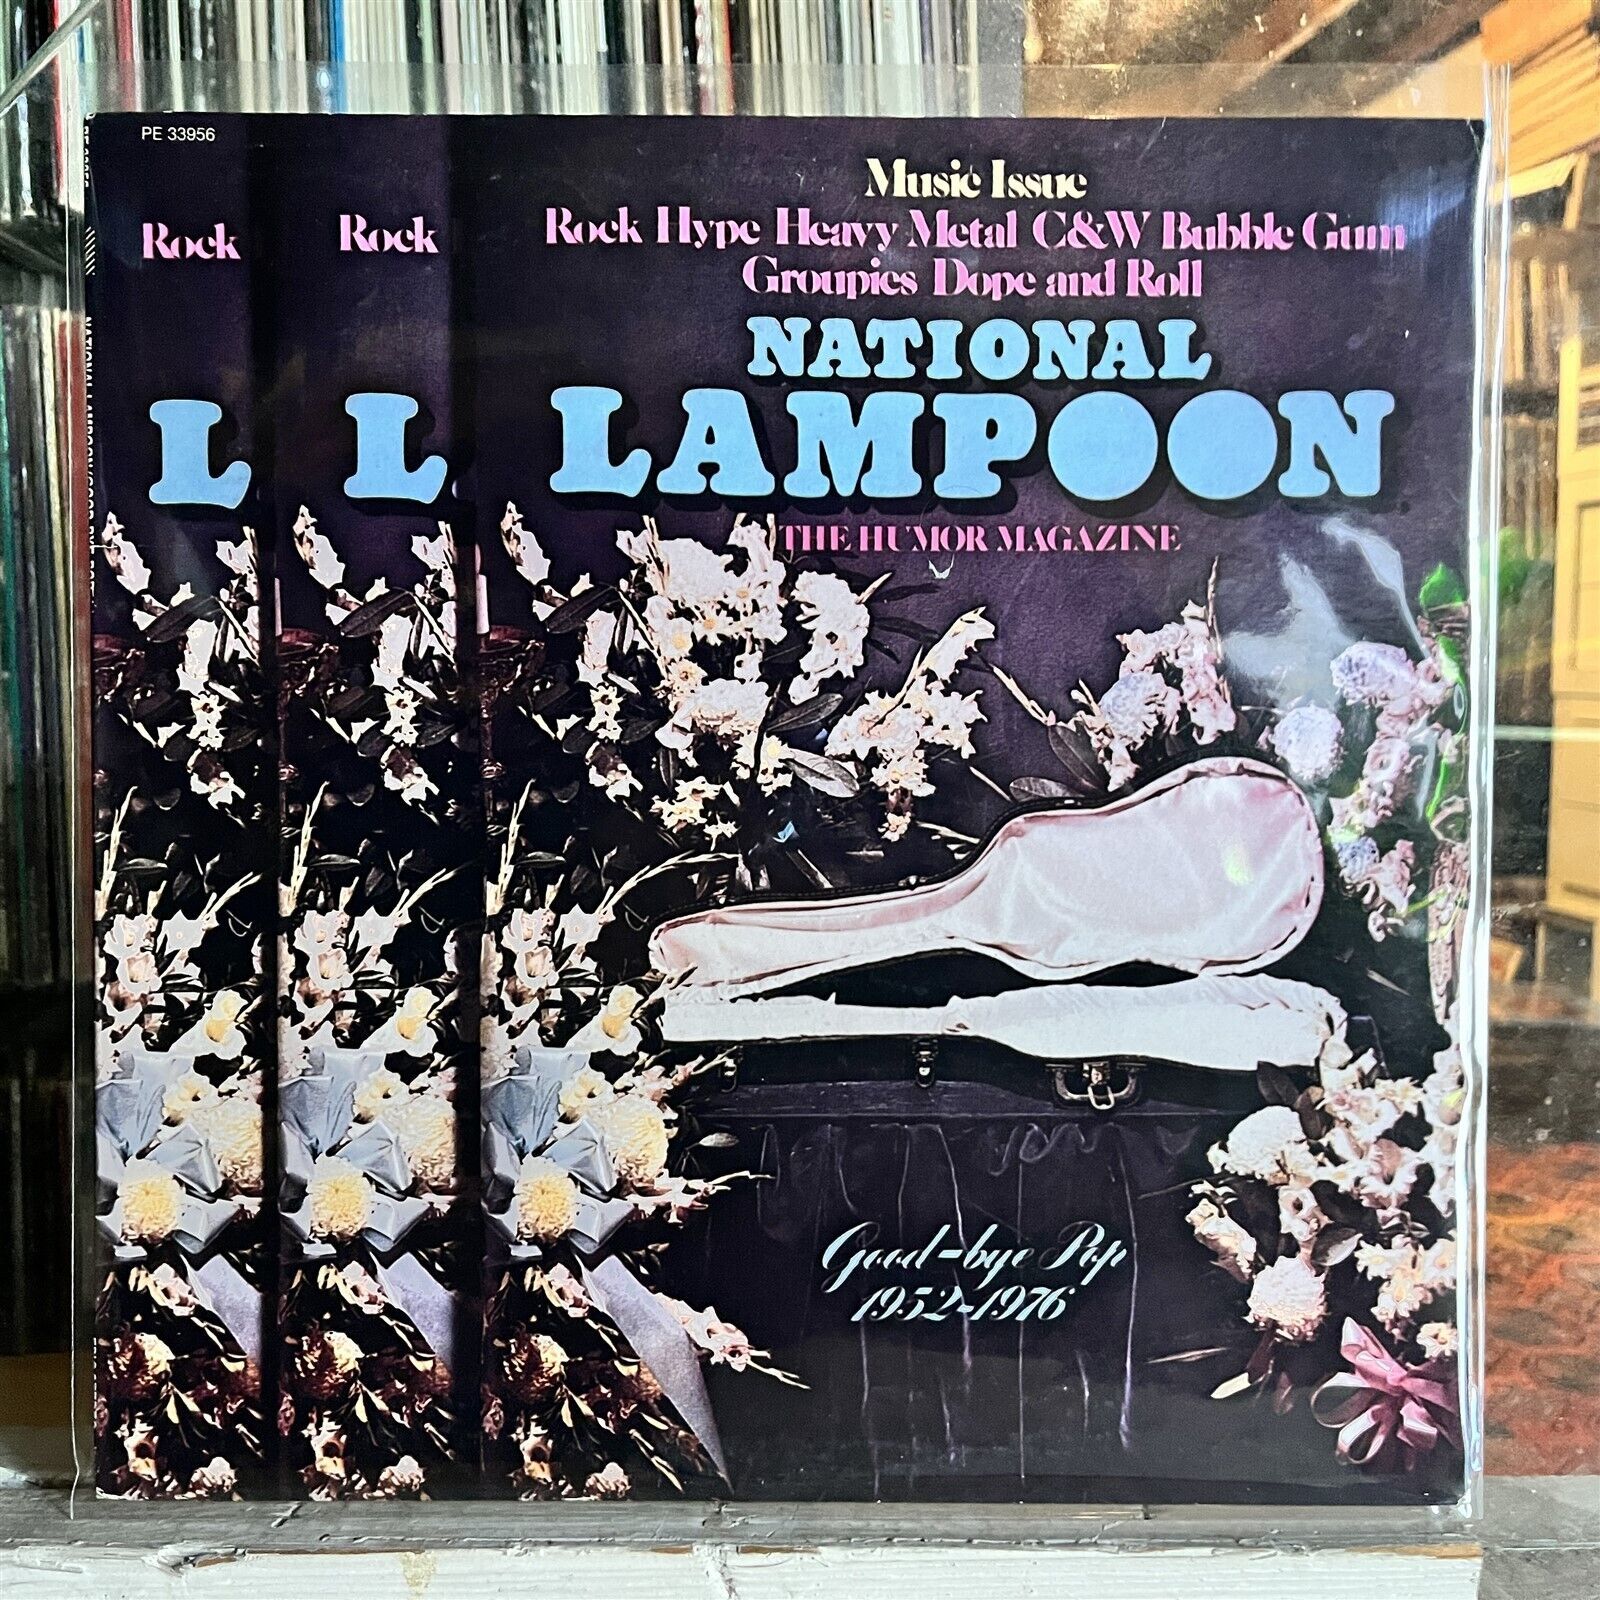 PE 33956
Music Issue
Rock Rock Rock Hype Heavy Metal C&W Bubble Gum
Groupies Dope and Roll
NATIONAL
L L LAMPOON
THE HUMOR MAGAZINE
Good-bye Pop
1952-1976